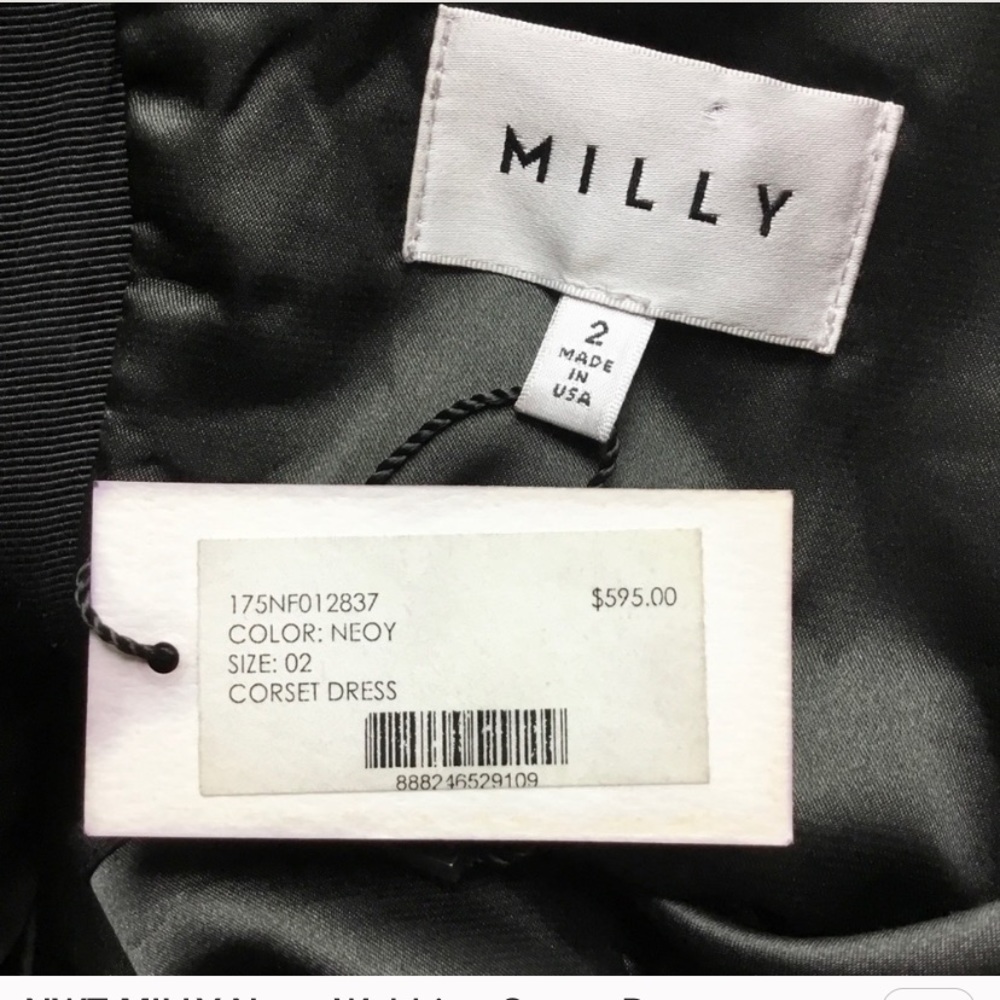 MILLY
2
MADE
IN
USA
175NF012837
$595.00
COLOR: NEOY
SIZE: 02
CORSET DRESS
888246529109